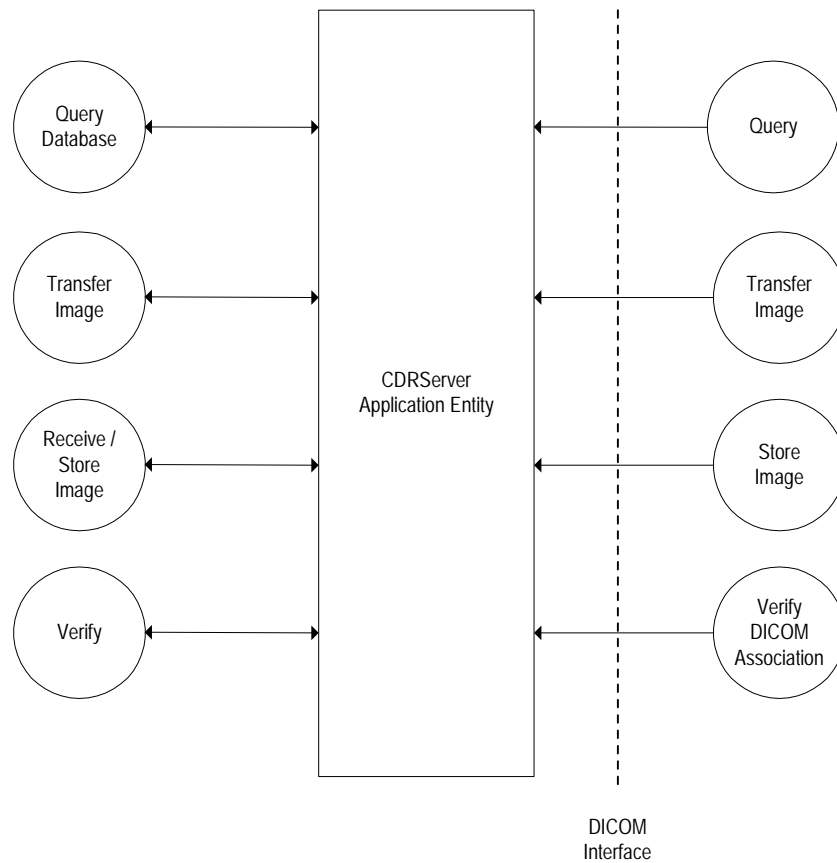 Query
Database
Query
Transfer
Image
Transfer
Image
CDRServer
Application Entity
Receive /
Store
Image
Store
Image
Verify
Verify
DICOM
Association
DICOM
Interface